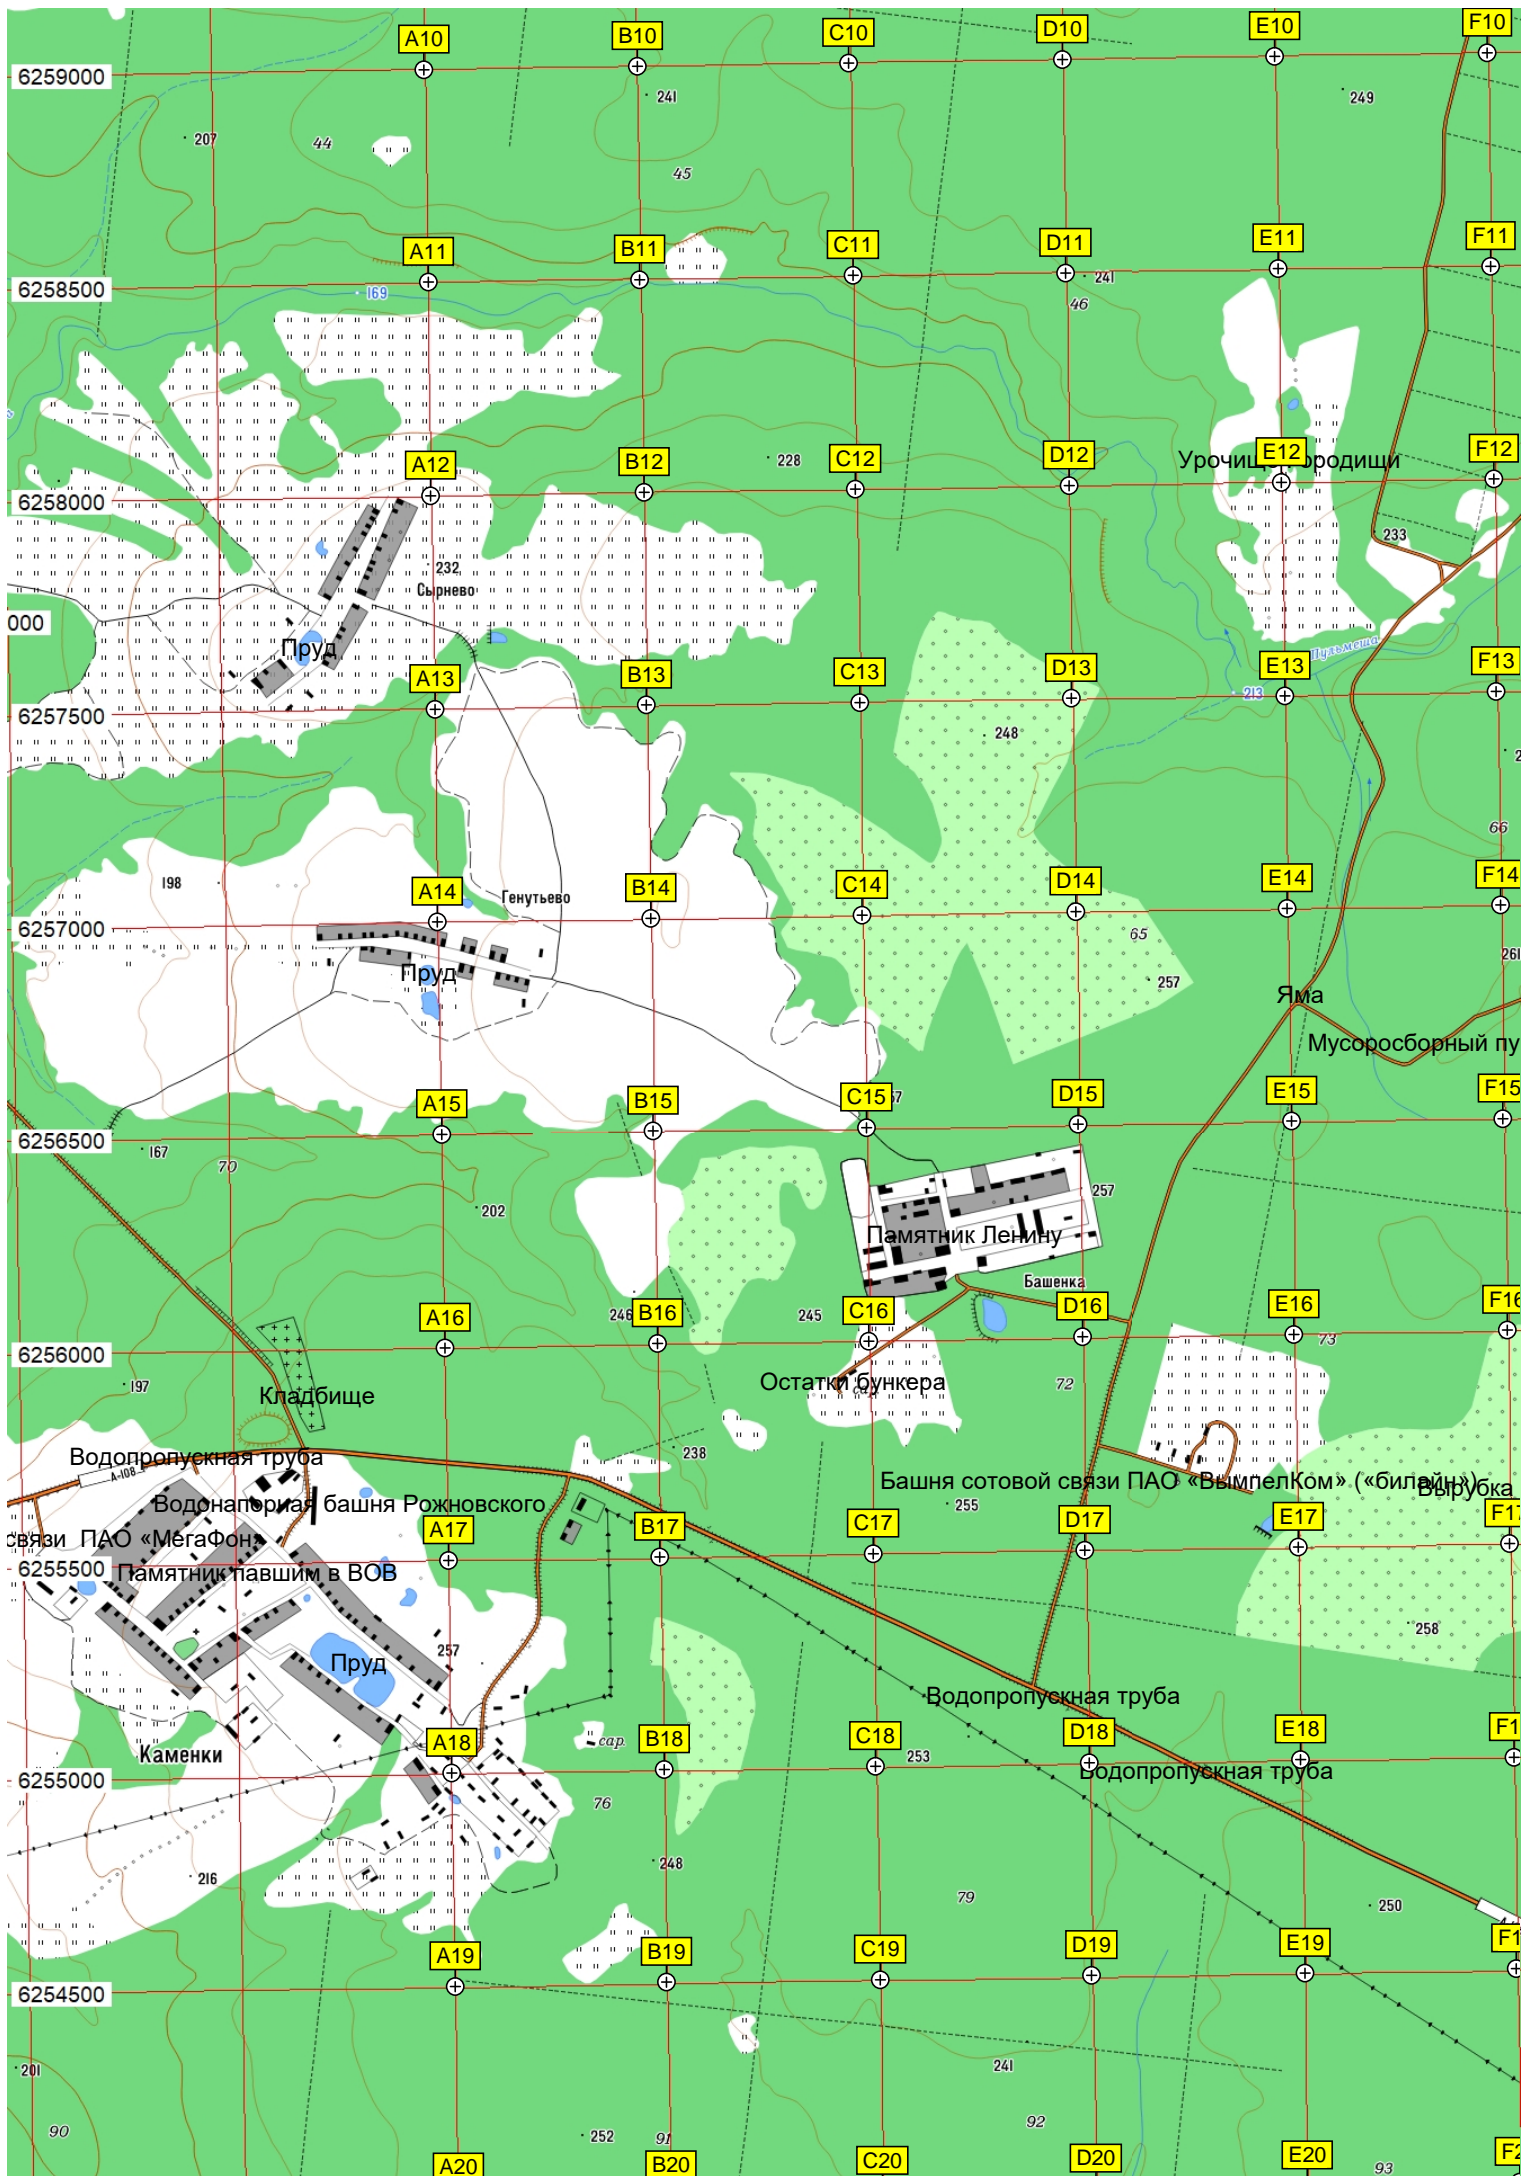 A10
B10
C10
D10
E10
F10
6259000
241
249
207
44
45
A11
B11
C11
D11
E11
F11
241
6258500
169
46
A12
B12
228
C12
D12
E12
F12
6258000
233
232
Сырнево
000
Пруд
Пульмеша
A13
B13
C13
D13
E13
F13
213
6257500
248
66
198
A14
Генутьево
B14
C14
D14
E14
F14
6257000
65
261
Пруд
257
Яма
Мусоросборный пу
A15
B15
C15
D15
E15
F15
6256500
167
70
202
257
Памятник Ленину
Башенка
A16
246
B16
245
C16
D16
E16
F16
6256000
73
197
Кладбище
Остатки бункера
72
Водопропускная труба
238
А-108
Башня сотовой связи ПАО «ВымпелКом» («билайн»)
Вырубка
Водонапорная башня Рожновского
255
A17
B17
C17
D17
E17
F17
связи ПАО «МегаФон»
6255500
Памятник павшим в ВОВ
257
258
Пруд
Водопропускная труба
A18
сар.
B18
C18
253
D18
E18
F1
Каменки
6255000
Водопропускная труба
76
216
248
79
250
A19
B19
C19
D19
E19
F1
6254500
201
241
90
252
91
92
93
A20
B20
C20
D20
E20
F2